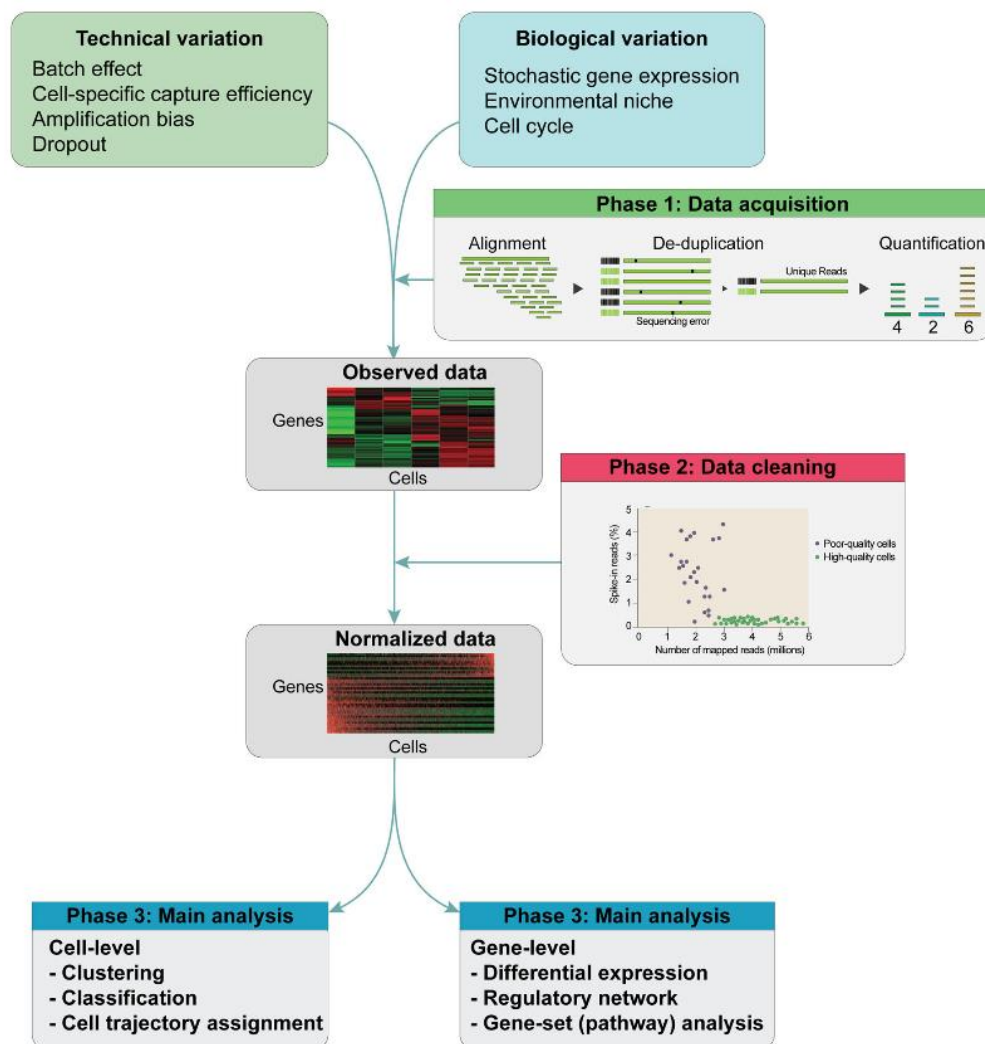 Technical variation
Batch effect
Cell-specific capture efficiency
Amplification bias
Dropout
Biological variation
Stochastic gene expression
Environmental niche
Cell cycle
Phase 1: Data acquisition
Alignment
De-duplication
Quantification
Unique Reads
Sequencing error
4 2 6
Observed data
Genes
Cells
Phase 2: Data cleaning
Spike-in reads (%)
5
4
3
2
1
0
0 1 2 3 4 5 6
Number of mapped reads (millions)
Poor-quality cells
High-quality cells
Normalized data
Genes
Cells
Phase 3: Main analysis
Cell-level
- Clustering
- Classification
- Cell trajectory assignment
Phase 3: Main analysis
Gene-level
- Differential expression
- Regulatory network
- Gene-set (pathway) analysis